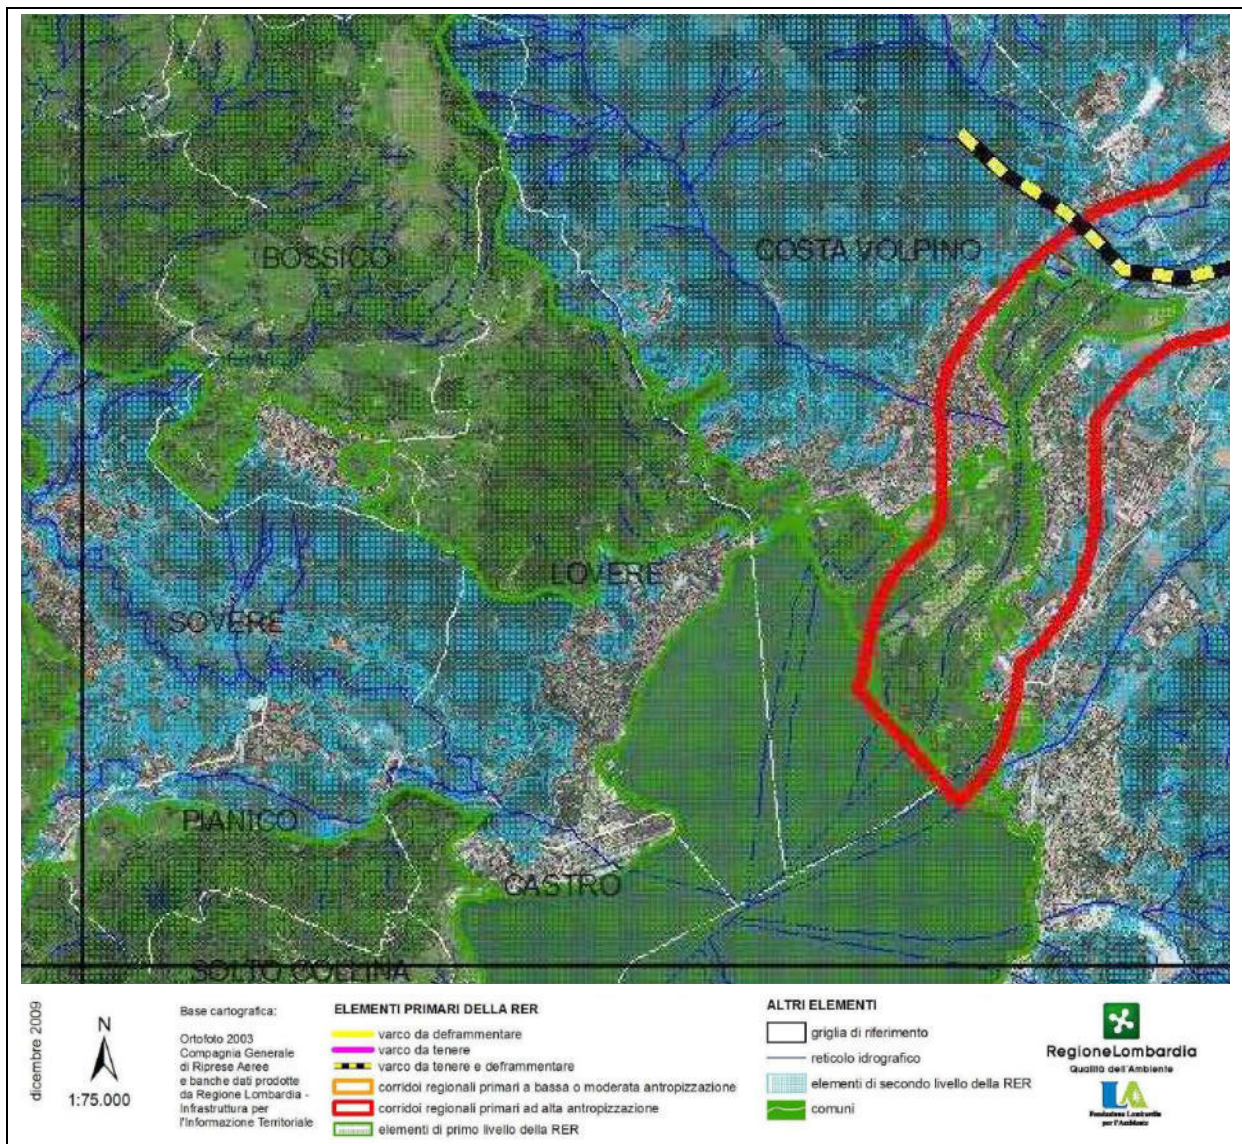 BOSSICO
COSTA VOLPINO
LOVERE
SOVERE
PIANICO
CASTRO
SOLTO COLLINA
dicembre 2009
N
1:75.000
Base cartografica:
Ortofoto 2003
Compagnia Generale
di Riprese Aeree
e banche dati prodotte
da Regione Lombardia -
Infrastruttura per
l'Informazione Territoriale
ELEMENTI PRIMARI DELLA RER
varco da deframmentare
varco da tenere
varco da tenere e deframmentare
corridoi regionali primari a bassa o moderata antropizzazione
corridoi regionali primari ad alta antropizzazione
elementi di primo livello della RER
ALTRI ELEMENTI
griglia di riferimento
reticolo idrografico
elementi di secondo livello della RER
comuni
RegioneLombardia
Qualità dell'Ambiente
Fondazione Lombardia
per l'Ambiente